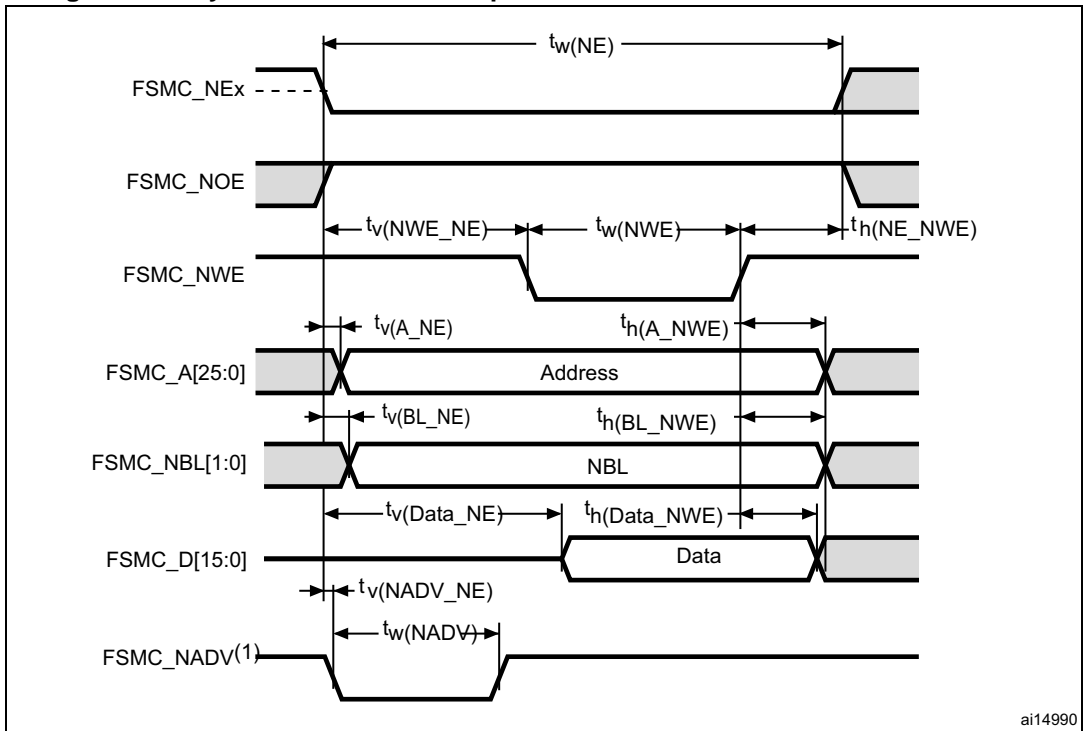 tw(NE)
FSMC_NEx
FSMC_NOE
tv(NWE_NE) tw(NWE) th(NE_NWE)
FSMC_NWE
tv(A_NE) th(A_NWE)
FSMC_A[25:0] Address
tv(BL_NE) th(BL_NWE)
FSMC_NBL[1:0] NBL
tv(Data_NE) th(Data_NWE)
FSMC_D[15:0] Data
tv(NADV_NE)
tw(NADV)
FSMC_NADV(1)
ai14990